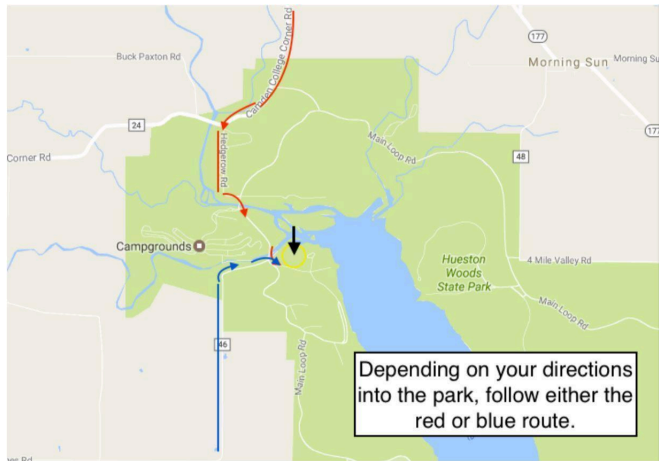 Camden College Corner Rd
177
Buck Paxton Rd
Morning Sun
Morning Su
24
177
Main Loop Rd
Hedgerow Rd
Corner Rd
48
Campgrounds
Hueston
Woods
State Park
4 Mile Valley Rd
Main Loop Rd
46
Main Loop Rd
Depending on your directions
into the park, follow either the
red or blue route.